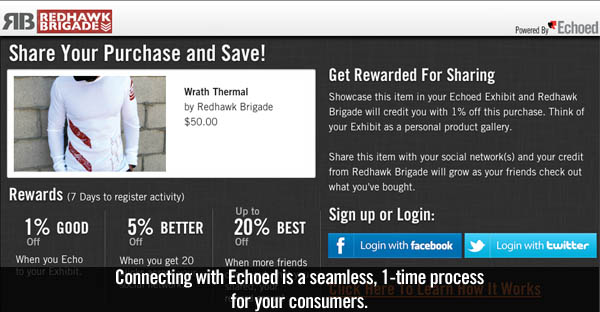 RB REDHAWK
BRIGADE
Powered By Echoed
Share Your Purchase and Save!
Wrath Thermal
by Redhawk Brigade
$50.00
Get Rewarded For Sharing
Showcase this item in your Echoed Exhibit and Redhawk
Brigade will credit you with 1% off this purchase. Think of
your Exhibit as a personal product gallery.
Share this item with your social network(s) and your credit
from Redhawk Brigade will grow as your friends check out
what you've bought.
Rewards (7 Days to register activity)
1% GOOD
Off
When you Echo
to your Exhibit.
5% BETTER
Off
When you get 20
Up to
20% BEST
Off
When more friends
Sign up or Login:
Login with facebook
Login with twitter
Click Here To Learn How It Works
Connecting with Echoed is a seamless, 1-time process
for your consumers.